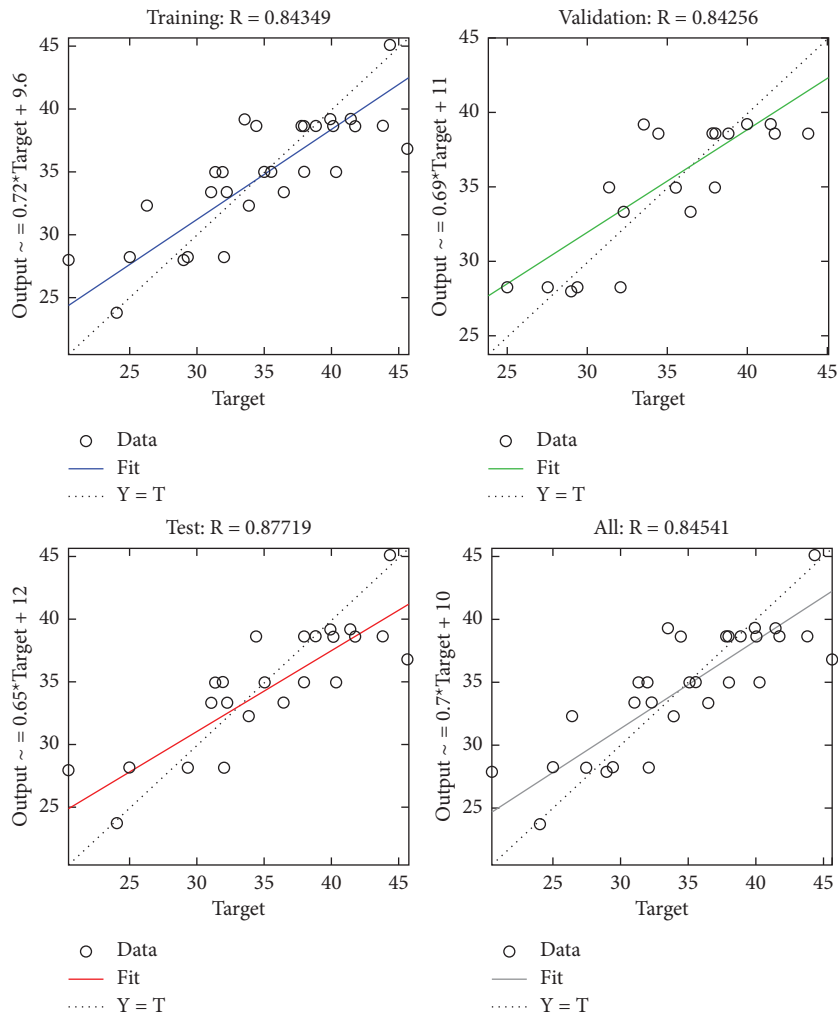 Training: R = 0.84349
Output ~ = 0.72*Target + 9.6
45
40
35
30
25
25
30
35
40
45
Target
Data
Fit
Y = T
Validation: R = 0.84256
Output ~ = 0.69*Target + 11
45
40
35
30
25
25
30
35
40
45
Target
Data
Fit
Y = T
Test: R = 0.87719
Output ~ = 0.65*Target + 12
45
40
35
30
25
25
30
35
40
45
Target
Data
Fit
Y = T
All: R = 0.84541
Output ~ = 0.7*Target + 10
45
40
35
30
25
25
30
35
40
45
Target
Data
Fit
Y = T